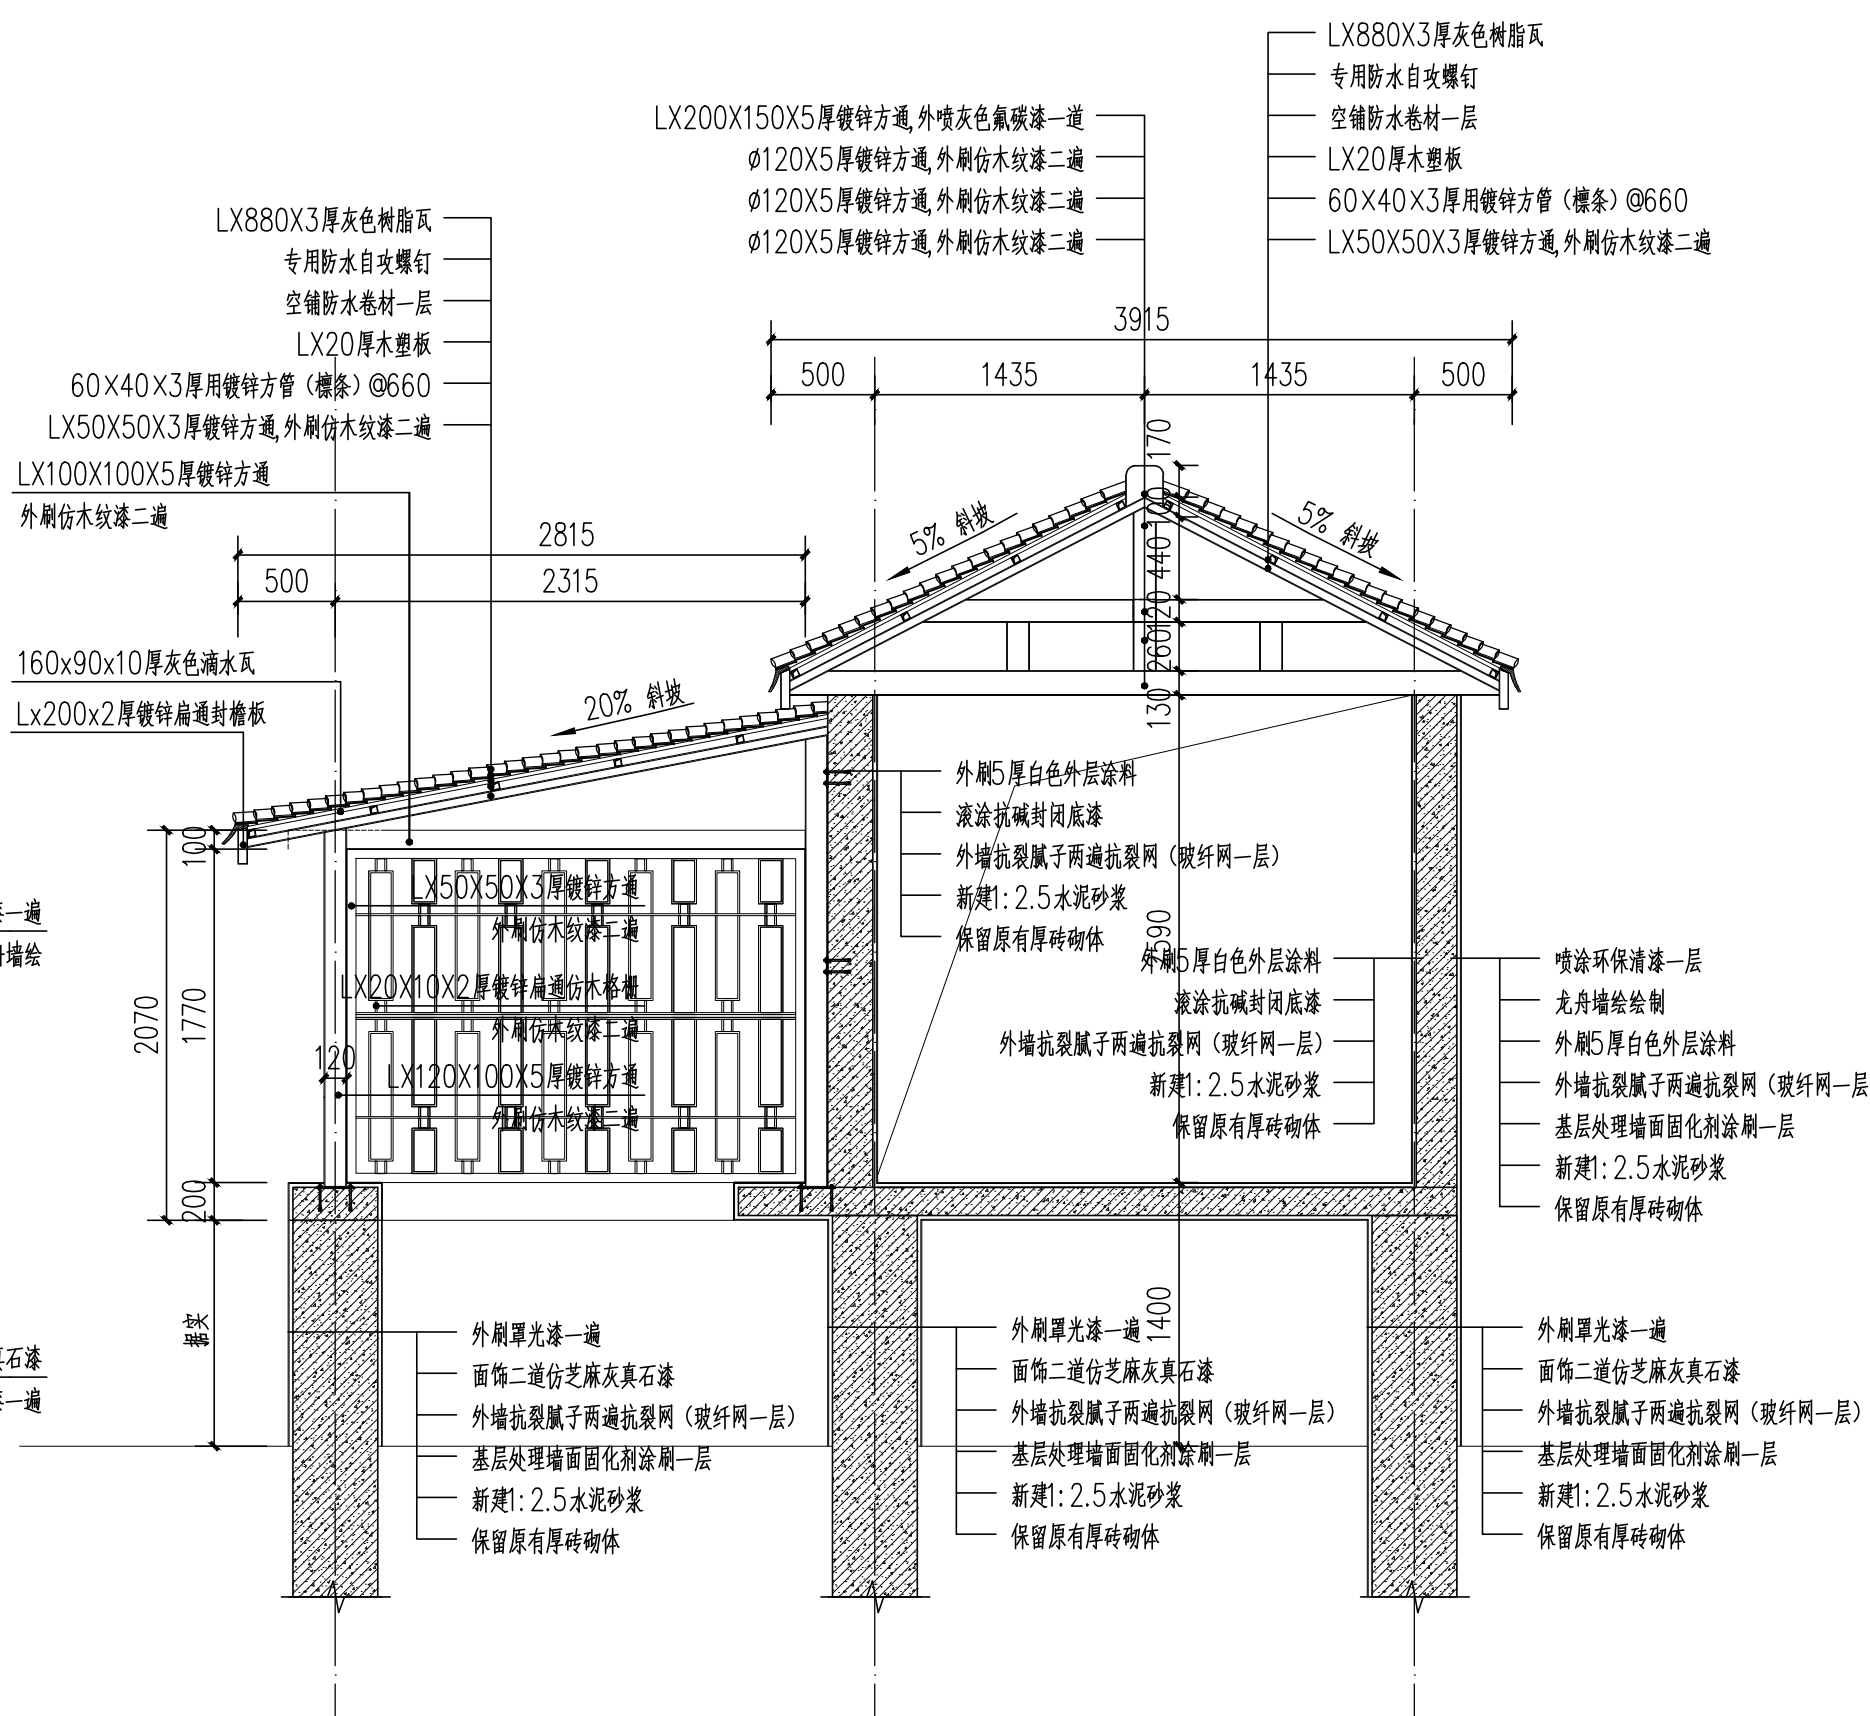 LX880X3厚灰色树脂瓦
专用防水自攻螺钉
空铺防水卷材一层
LX20厚木塑板
60×40×3厚用镀锌方管（檩条）@660
LX50X50X3厚镀锌方通,外刷仿木纹漆二遍
LX200X150X5厚镀锌方通,外喷灰色氟碳漆一道
ø120X5厚镀锌方通,外刷仿木纹漆二遍
ø120X5厚镀锌方通,外刷仿木纹漆二遍
ø120X5厚镀锌方通,外刷仿木纹漆二遍
LX880X3厚灰色树脂瓦
专用防水自攻螺钉
空铺防水卷材一层
LX20厚木塑板
60×40×3厚用镀锌方管（檩条）@660
LX50X50X3厚镀锌方通,外刷仿木纹漆二遍
LX100X100X5厚镀锌方通
外刷仿木纹漆二遍
3915
500
1435
1435
500
2815
500
2315
170
100
440
120
260
130
5% 斜坡
5% 斜坡
20% 斜坡
160x90x10厚灰色滴水瓦
Lx200x2厚镀锌扁通封檐板
100
1770
2070
200
据实
120
LX50X50X3厚镀锌方通
外刷仿木纹漆二遍
LX20X10X2厚镀锌扁通仿木格栅
外刷仿木纹漆二遍
LX120X100X5厚镀锌方通
外刷仿木纹漆二遍
外刷5厚白色外层涂料
滚涂抗碱封闭底漆
外墙抗裂腻子两遍抗裂网（玻纤网一层）
新建1:2.5水泥砂浆
保留原有厚砖砌体
外刷5厚白色外层涂料
滚涂抗碱封闭底漆
外墙抗裂腻子两遍抗裂网（玻纤网一层）
新建1:2.5水泥砂浆
保留原有厚砖砌体
喷涂环保清漆一层
龙舟墙绘绘制
外刷5厚白色外层涂料
外墙抗裂腻子两遍抗裂网（玻纤网一层
基层处理墙面固化剂涂刷一层
新建1:2.5水泥砂浆
保留原有厚砖砌体
一遍
墙绘
石漆
一遍
1400
外刷罩光漆一遍
面饰二道仿芝麻灰真石漆
外墙抗裂腻子两遍抗裂网（玻纤网一层）
基层处理墙面固化剂涂刷一层
新建1:2.5水泥砂浆
保留原有厚砖砌体
外刷罩光漆一遍
面饰二道仿芝麻灰真石漆
外墙抗裂腻子两遍抗裂网（玻纤网一层）
基层处理墙面固化剂涂刷一层
新建1:2.5水泥砂浆
保留原有厚砖砌体
外刷罩光漆一遍
面饰二道仿芝麻灰真石漆
外墙抗裂腻子两遍抗裂网（玻纤网一层）
基层处理墙面固化剂涂刷一层
新建1:2.5水泥砂浆
保留原有厚砖砌体